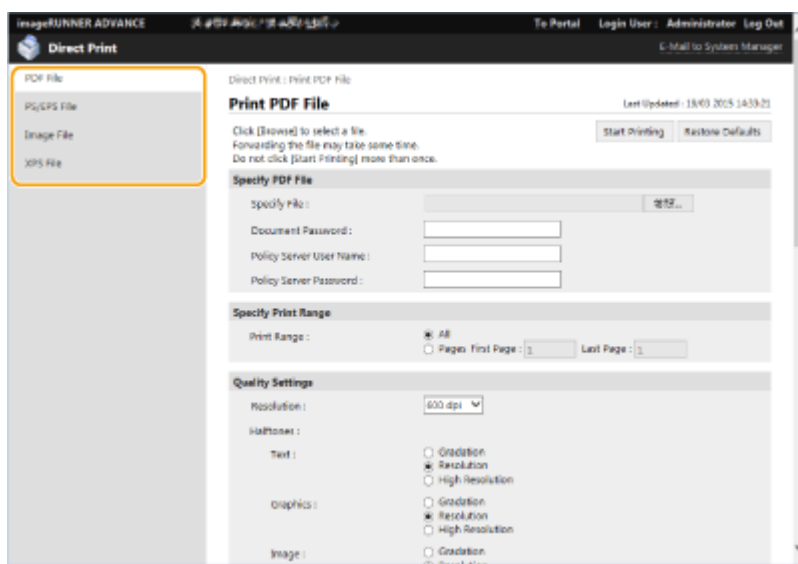 imageRUNNER ADVANCE
To Portal Login User : Administrator Log Out
Direct Print
E-Mail to System Manager
PDF File
PS/EPS File
Image File
XPS File
Direct Print : Print PDF File
Print PDF File
Last Updated : 19/03 2015 14:33:21
Click [Browse] to select a file.
Forwarding the file may take some time.
Do not click [Start Printing] more than once.
Start Printing Restore Defaults
Specify PDF File
Specify File :
参照...
Document Password :
Policy Server User Name :
Policy Server Password :
Specify Print Range
Print Range :
All
Pages First Page : 1 Last Page : 1
Quality Settings
Resolution :
600 dpi
Halftones :
Text :
Gradation
Resolution
High Resolution
Graphics :
Gradation
Resolution
High Resolution
Image :
Gradation